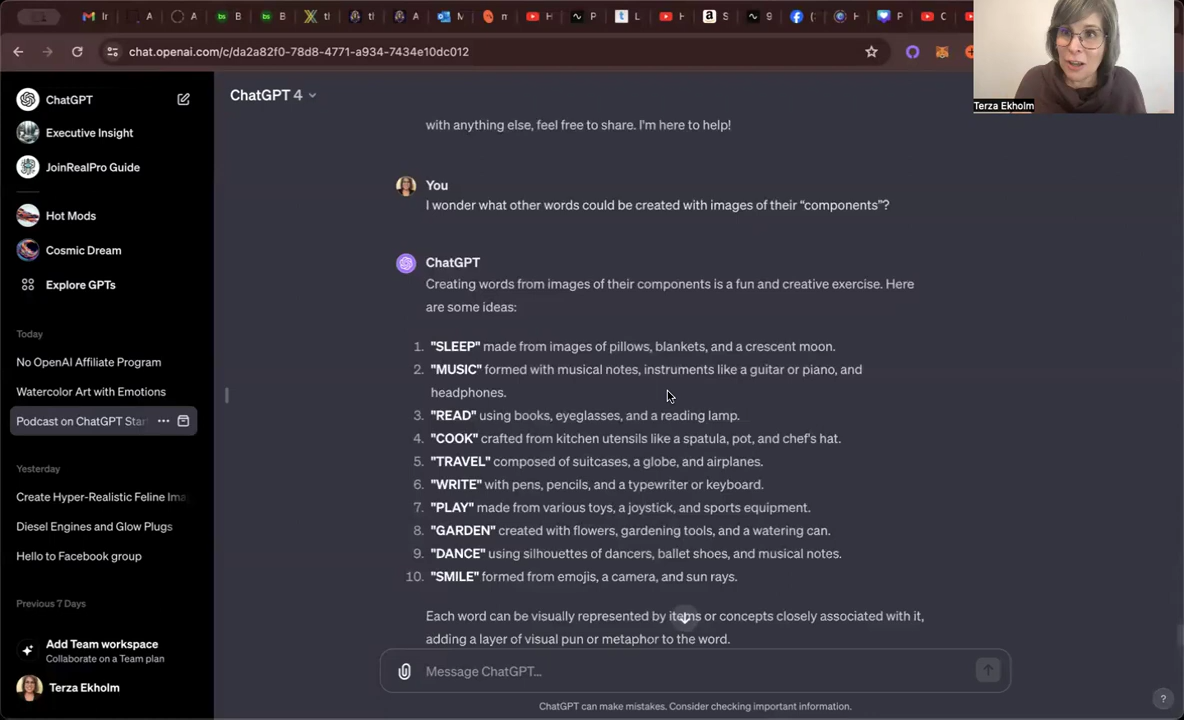 chat.openai.com/c/da2a82f0-78d8-4771-a934-7434e10dc012
Terza Ekholm
ChatGPT
Executive Insight
JoinRealPro Guide
Hot Mods
Cosmic Dream
Explore GPTs
Today
No OpenAI Affiliate Program
Watercolor Art with Emotions
Podcast on ChatGPT Star
Yesterday
Create Hyper-Realistic Feline Ima
Diesel Engines and Glow Plugs
Hello to Facebook group
Previous 7 Days
Add Team workspace
Collaborate on a Team plan
Terza Ekholm
ChatGPT 4
with anything else, feel free to share. I'm here to help!
You
I wonder what other words could be created with images of their “components”?
ChatGPT
Creating words from images of their components is a fun and creative exercise. Here
are some ideas:
1. "SLEEP" made from images of pillows, blankets, and a crescent moon.
2. "MUSIC" formed with musical notes, instruments like a guitar or piano, and
headphones.
3. "READ" using books, eyeglasses, and a reading lamp.
4. "COOK" crafted from kitchen utensils like a spatula, pot, and chef's hat.
5. "TRAVEL" composed of suitcases, a globe, and airplanes.
6. "WRITE" with pens, pencils, and a typewriter or keyboard.
7. "PLAY" made from various toys, a joystick, and sports equipment.
8. "GARDEN" created with flowers, gardening tools, and a watering can.
9. "DANCE" using silhouettes of dancers, ballet shoes, and musical notes.
10. "SMILE" formed from emojis, a camera, and sun rays.
Each word can be visually represented by items or concepts closely associated with it,
adding a layer of visual pun or metaphor to the word.
Message ChatGPT...
ChatGPT can make mistakes. Consider checking important information.
?